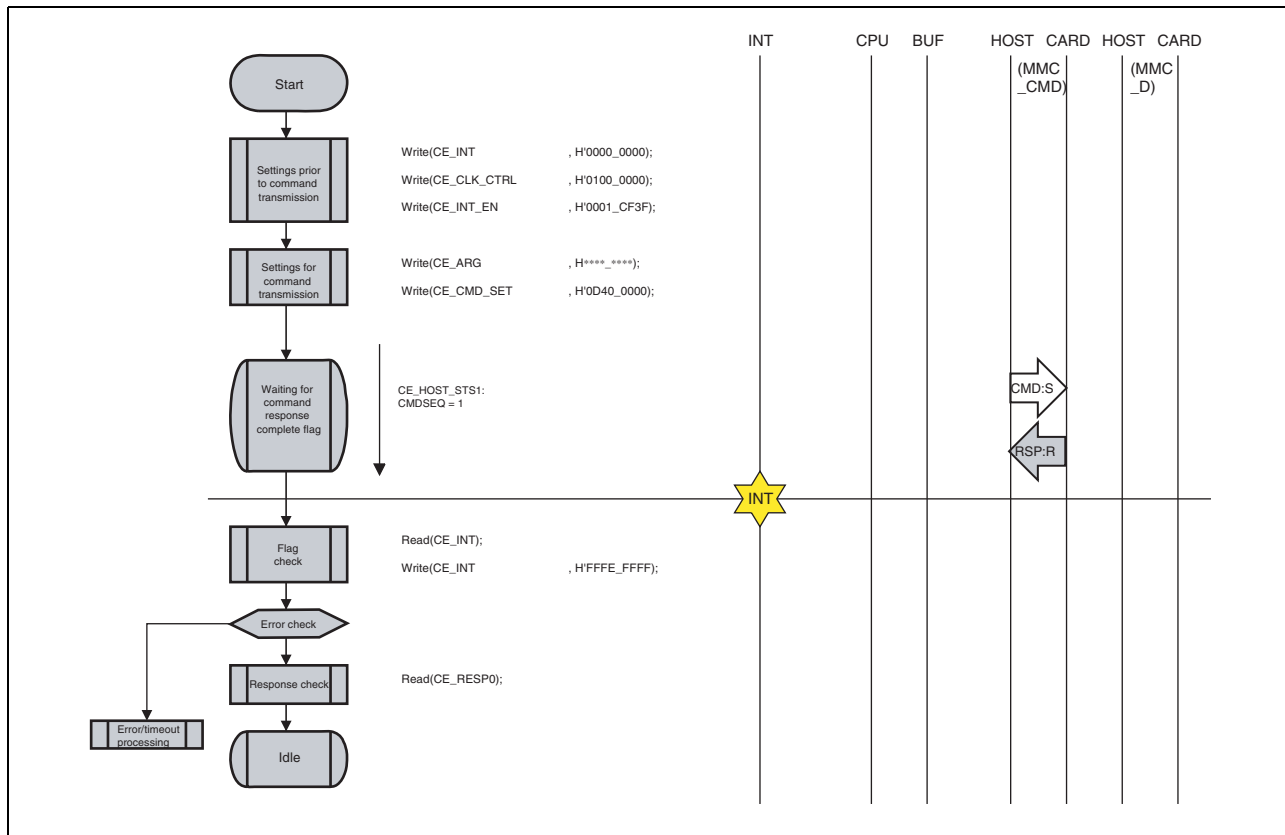 INT CPU BUF HOST CARD HOST CARD
(MMC
_CMD)
(MMC
_D)
Start
Settings prior
to command
transmission
Write(CE_INT , H'0000_0000);
Write(CE_CLK_CTRL , H'0100_0000);
Write(CE_INT_EN , H'0001_CF3F);
Settings for
command
transmission
Write(CE_ARG , H'****_****);
Write(CE_CMD_SET , H'0D40_0000);
Waiting for
command
response
complete flag
CE_HOST_STS1:
CMDSEQ = 1
CMD:S
RSP:R
INT
Flag
check
Read(CE_INT);
Write(CE_INT , H'FFFE_FFFF);
Error check
Response check
Read(CE_RESP0);
Error/timeout
processing
Idle